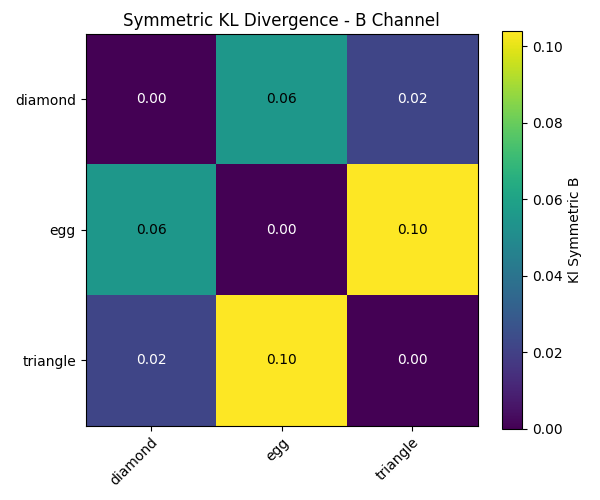 Symmetric KL Divergence - B Channel
diamond 0.00 0.06 0.02
egg 0.06 0.00 0.10
triangle 0.02 0.10 0.00
diamond egg triangle
0.10
0.08
0.06
0.04
0.02
0.00
Kl Symmetric B